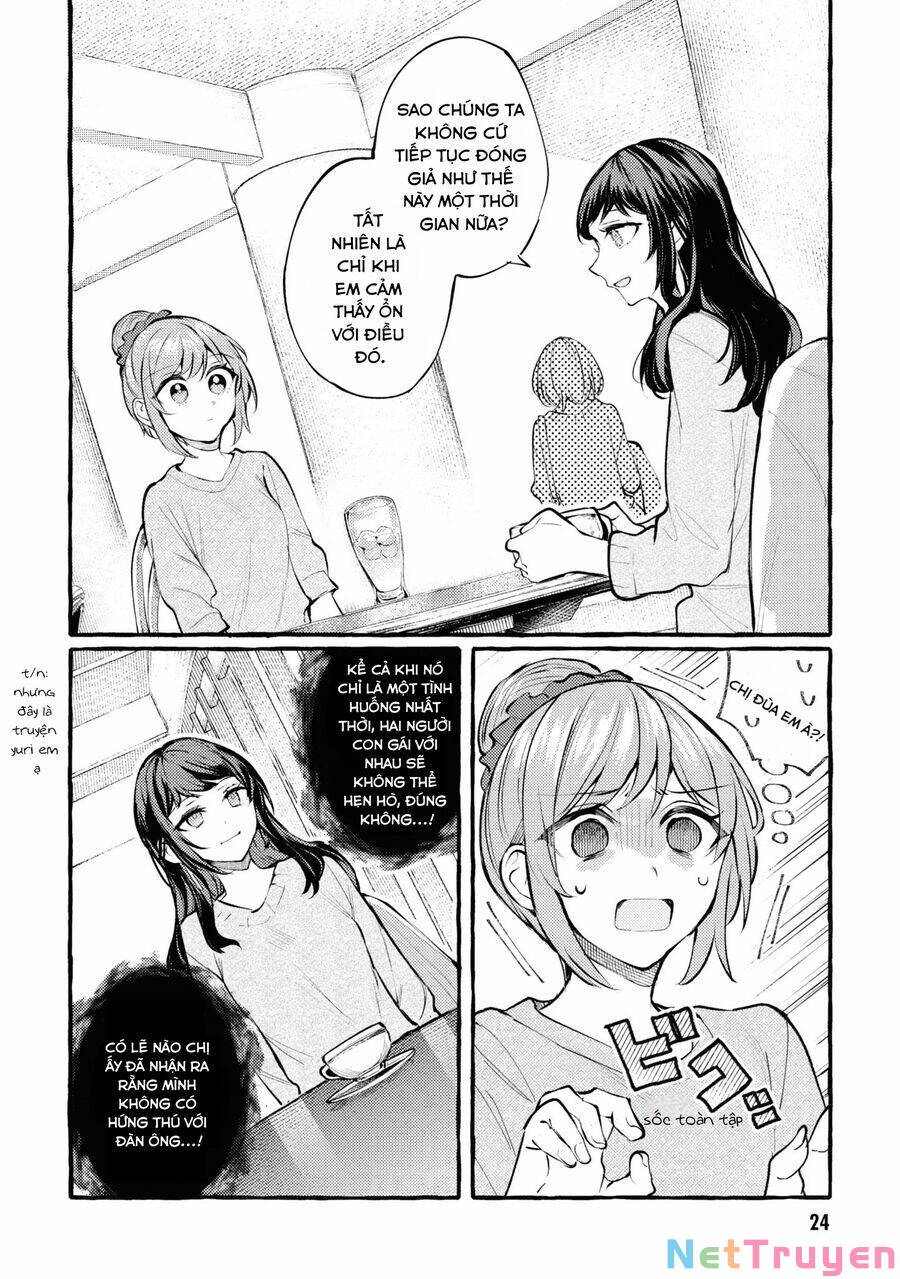 SAO CHÚNG TA
KHÔNG CỨ
TIẾP TỤC ĐÓNG
GIẢ NHƯ THẾ
NÀY MỘT THỜI
GIAN NỮA?
TẤT
NHIÊN LÀ
CHỈ KHI
EM CẢM
THẤY ỔN
VỚI ĐIỀU
ĐÓ.
CHỊ ĐÙA EM À?!
ビクッ
sốc toàn tập
KỂ CẢ KHI NÓ
CHỈ LÀ MỘT TÌNH
HUỐNG NHẤT
THỜI, HAI NGƯỜI
CON GÁI VỚI
NHAU SẼ
KHÔNG THỂ
HẸN HÒ, ĐÚNG
KHÔNG...!
t/n:
nhưng
đây là
truyện
yuri em
ạ
CÓ LẼ NÀO CHỊ
ẤY ĐÃ NHẬN RA
RẰNG MÌNH
KHÔNG CÓ
HỨNG THÚ VỚI
ĐÀN ÔNG...!
24
NetTruyen